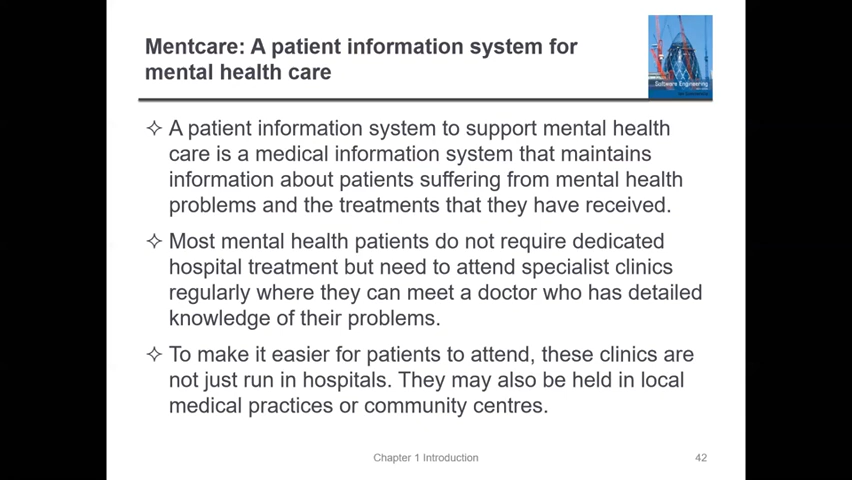 Mentcare: A patient information system for
mental health care
Software Engineering
✧ A patient information system to support mental health
care is a medical information system that maintains
information about patients suffering from mental health
problems and the treatments that they have received.
✧ Most mental health patients do not require dedicated
hospital treatment but need to attend specialist clinics
regularly where they can meet a doctor who has detailed
knowledge of their problems.
✧ To make it easier for patients to attend, these clinics are
not just run in hospitals. They may also be held in local
medical practices or community centres.
Chapter 1 Introduction
42